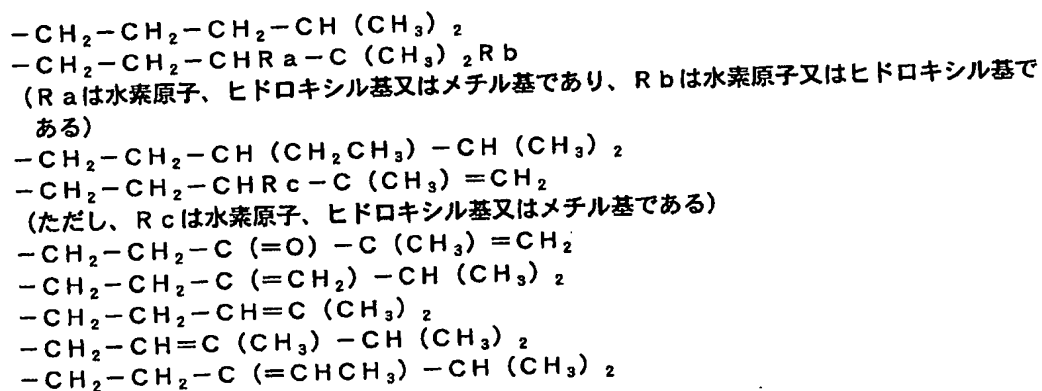 －ＣＨ₂－ＣＨ₂－ＣＨ₂－ＣＨ（ＣＨ₃）₂
－ＣＨ₂－ＣＨ₂－ＣＨＲａ－Ｃ（ＣＨ₃）₂Ｒｂ
（Ｒａは水素原子、ヒドロキシル基又はメチル基であり、Ｒｂは水素原子又はヒドロキシル基で
ある）
－ＣＨ₂－ＣＨ₂－ＣＨ（ＣＨ₂ＣＨ₃）－ＣＨ（ＣＨ₃）₂
－ＣＨ₂－ＣＨ₂－ＣＨＲｃ－Ｃ（ＣＨ₃）＝ＣＨ₂
（ただし、Ｒｃは水素原子、ヒドロキシル基又はメチル基である）
－ＣＨ₂－ＣＨ₂－Ｃ（＝Ｏ）－Ｃ（ＣＨ₃）＝ＣＨ₂
－ＣＨ₂－ＣＨ₂－Ｃ（＝ＣＨ₂）－ＣＨ（ＣＨ₃）₂
－ＣＨ₂－ＣＨ₂－ＣＨ＝Ｃ（ＣＨ₃）₂
－ＣＨ₂－ＣＨ＝Ｃ（ＣＨ₃）－ＣＨ（ＣＨ₃）₂
－ＣＨ₂－ＣＨ₂－Ｃ（＝ＣＨＣＨ₃）－ＣＨ（ＣＨ₃）₂